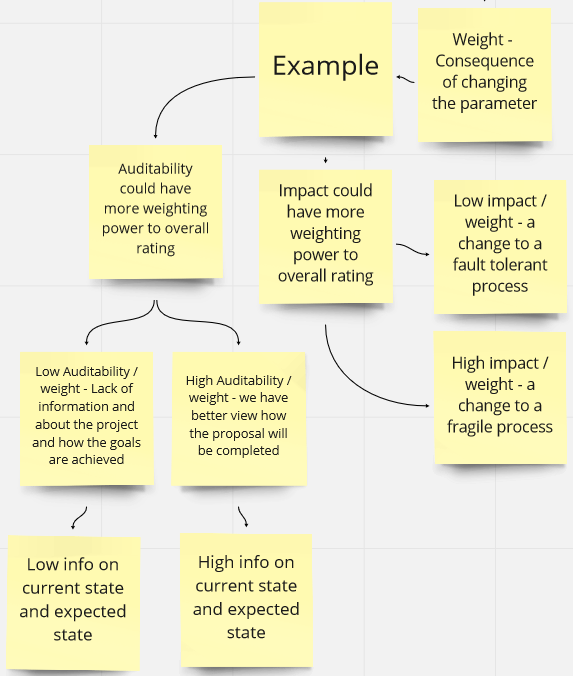 Example
Weight -
Consequence
of changing
the parameter
Auditability
could have
more weighting
power to overall
rating
Impact could
have more
weighting
power to
overall rating
Low impact /
weight - a
change to a
fault tolerant
process
High impact /
weight - a
change to a
fragile process
Low Auditability /
weight - Lack of
information and
about the project
and how the goals
are achieved
High Auditability /
weight - we have
better view how
the proposal will
be completed
Low info on
current state
and expected
state
High info on
current state
and expected
state